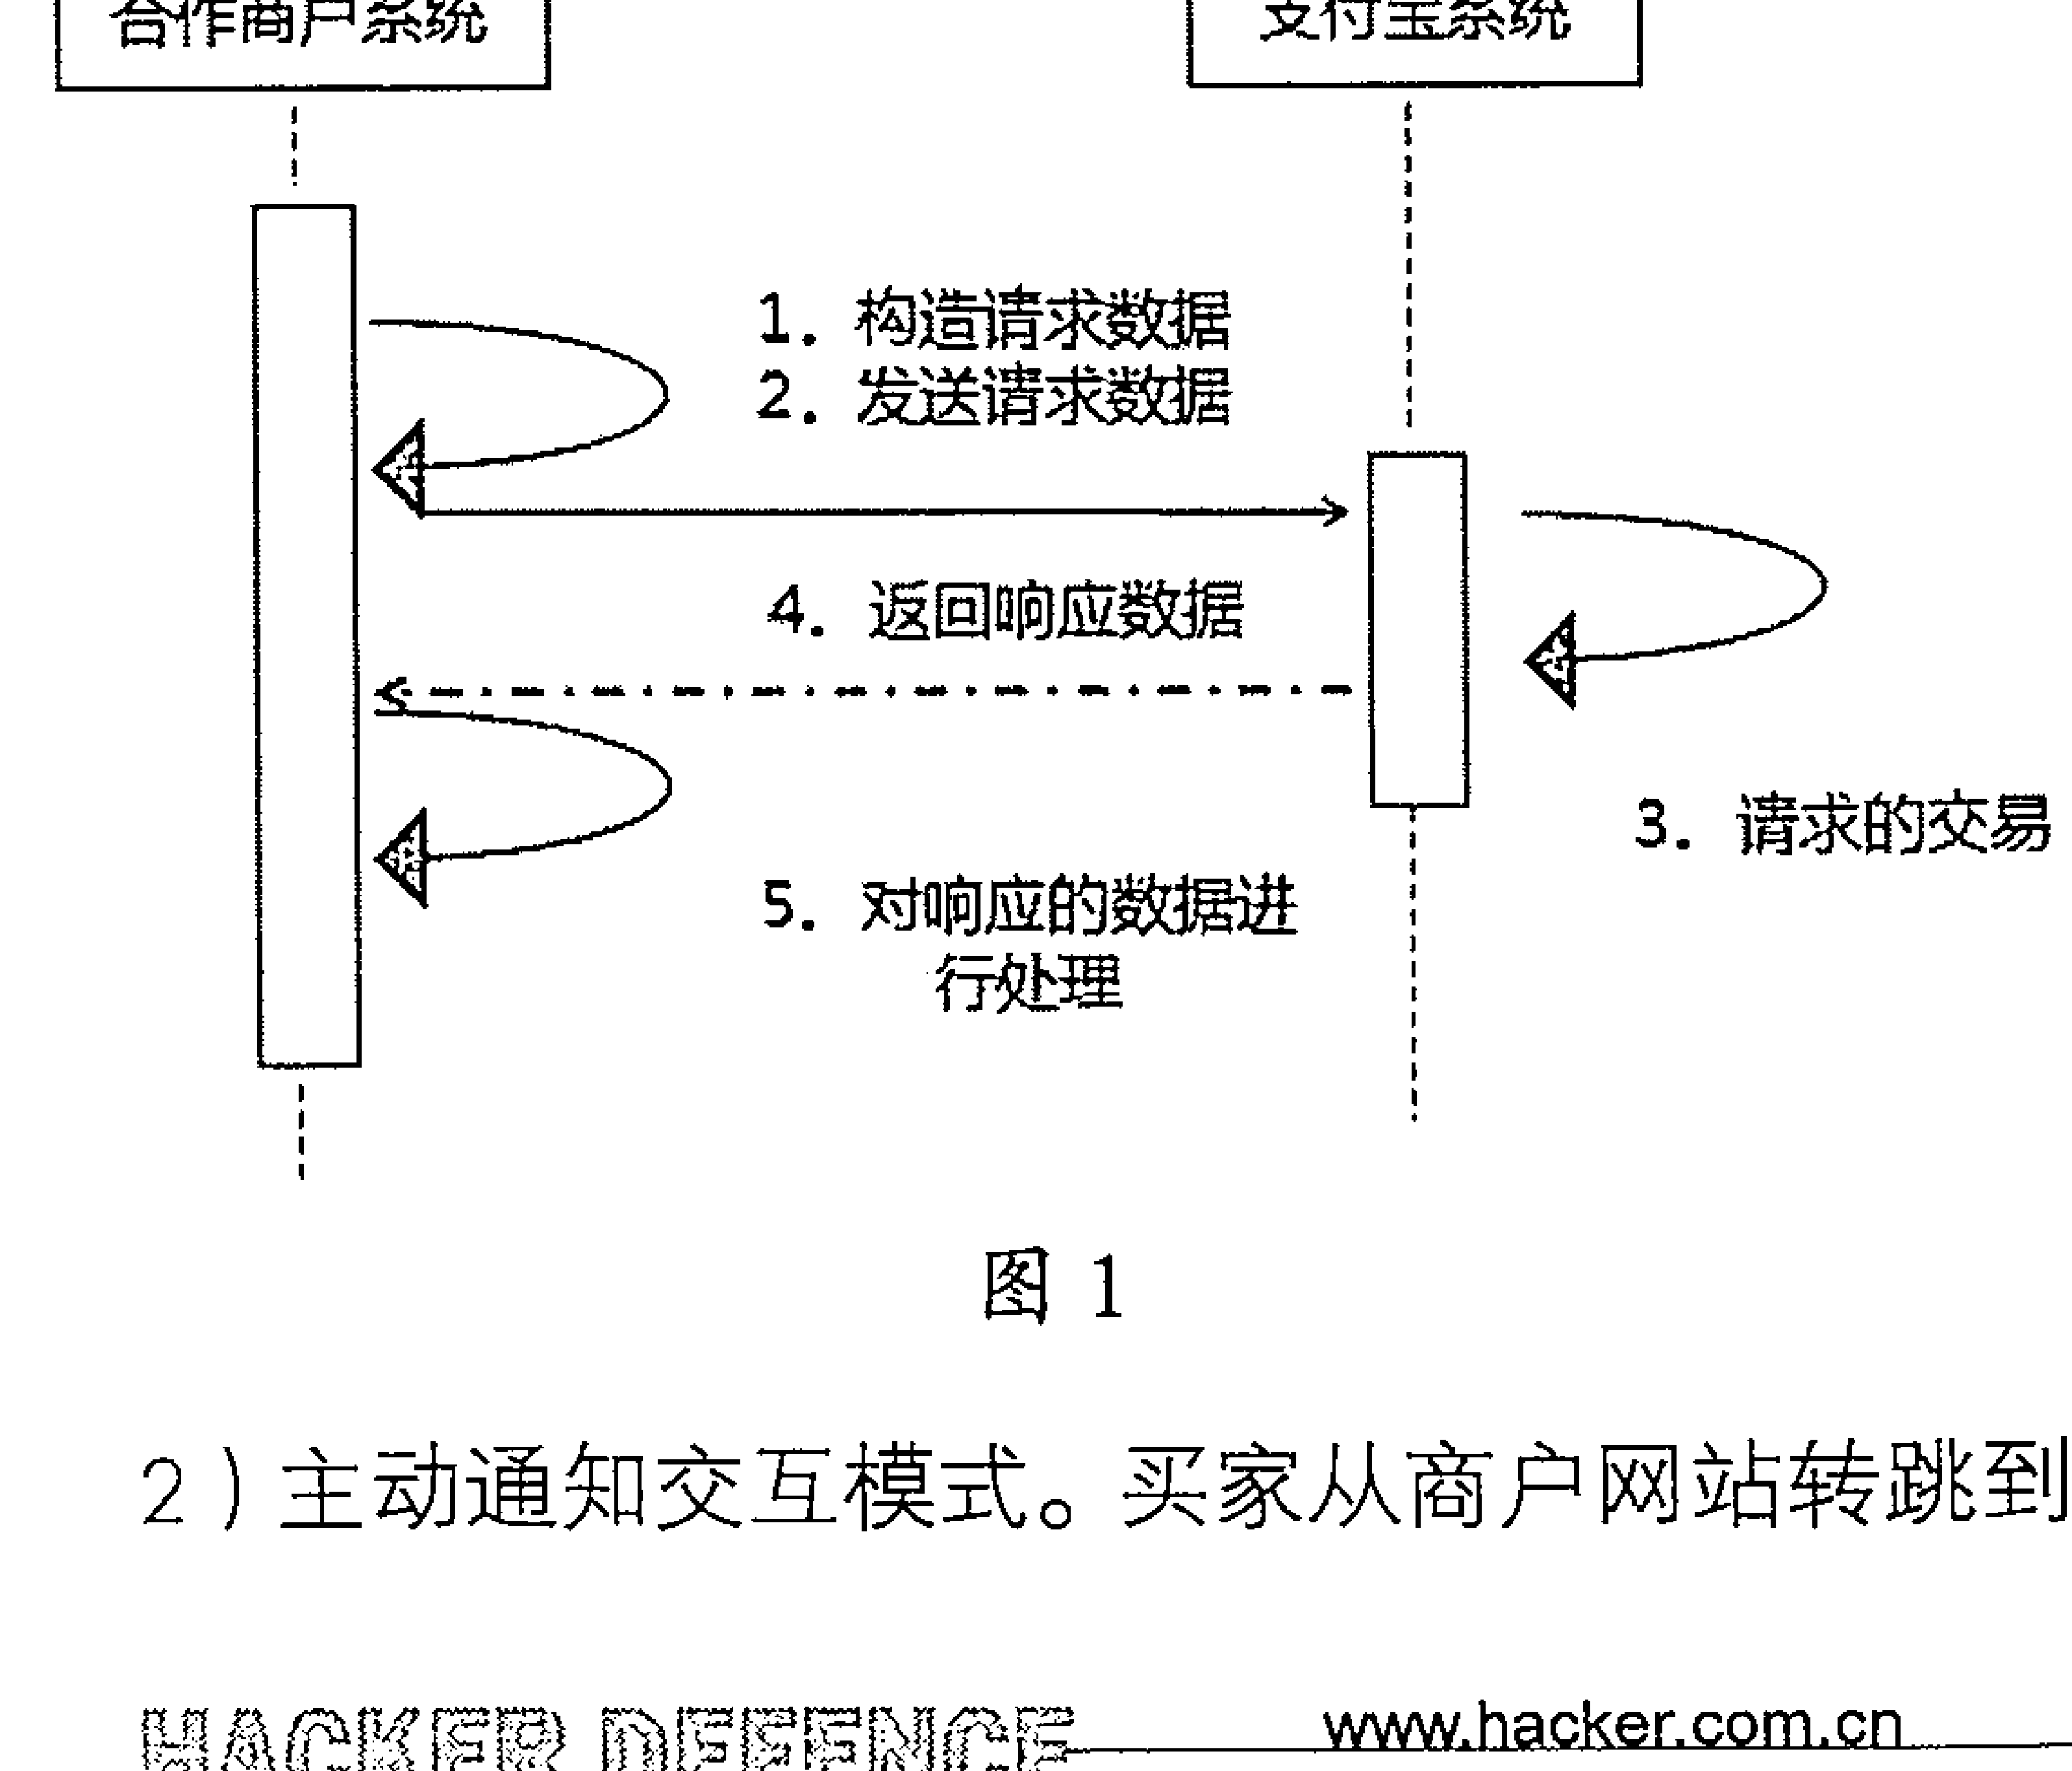 合作商户系统
支付宝系统
1. 构造请求数据
2. 发送请求数据
4. 返回响应数据
3. 请求的交易
5. 对响应的数据进
行处理
图 1
2）主动通知交互模式。买家从商户网站转跳到
HACKER DEFENCE
www.hacker.com.cn